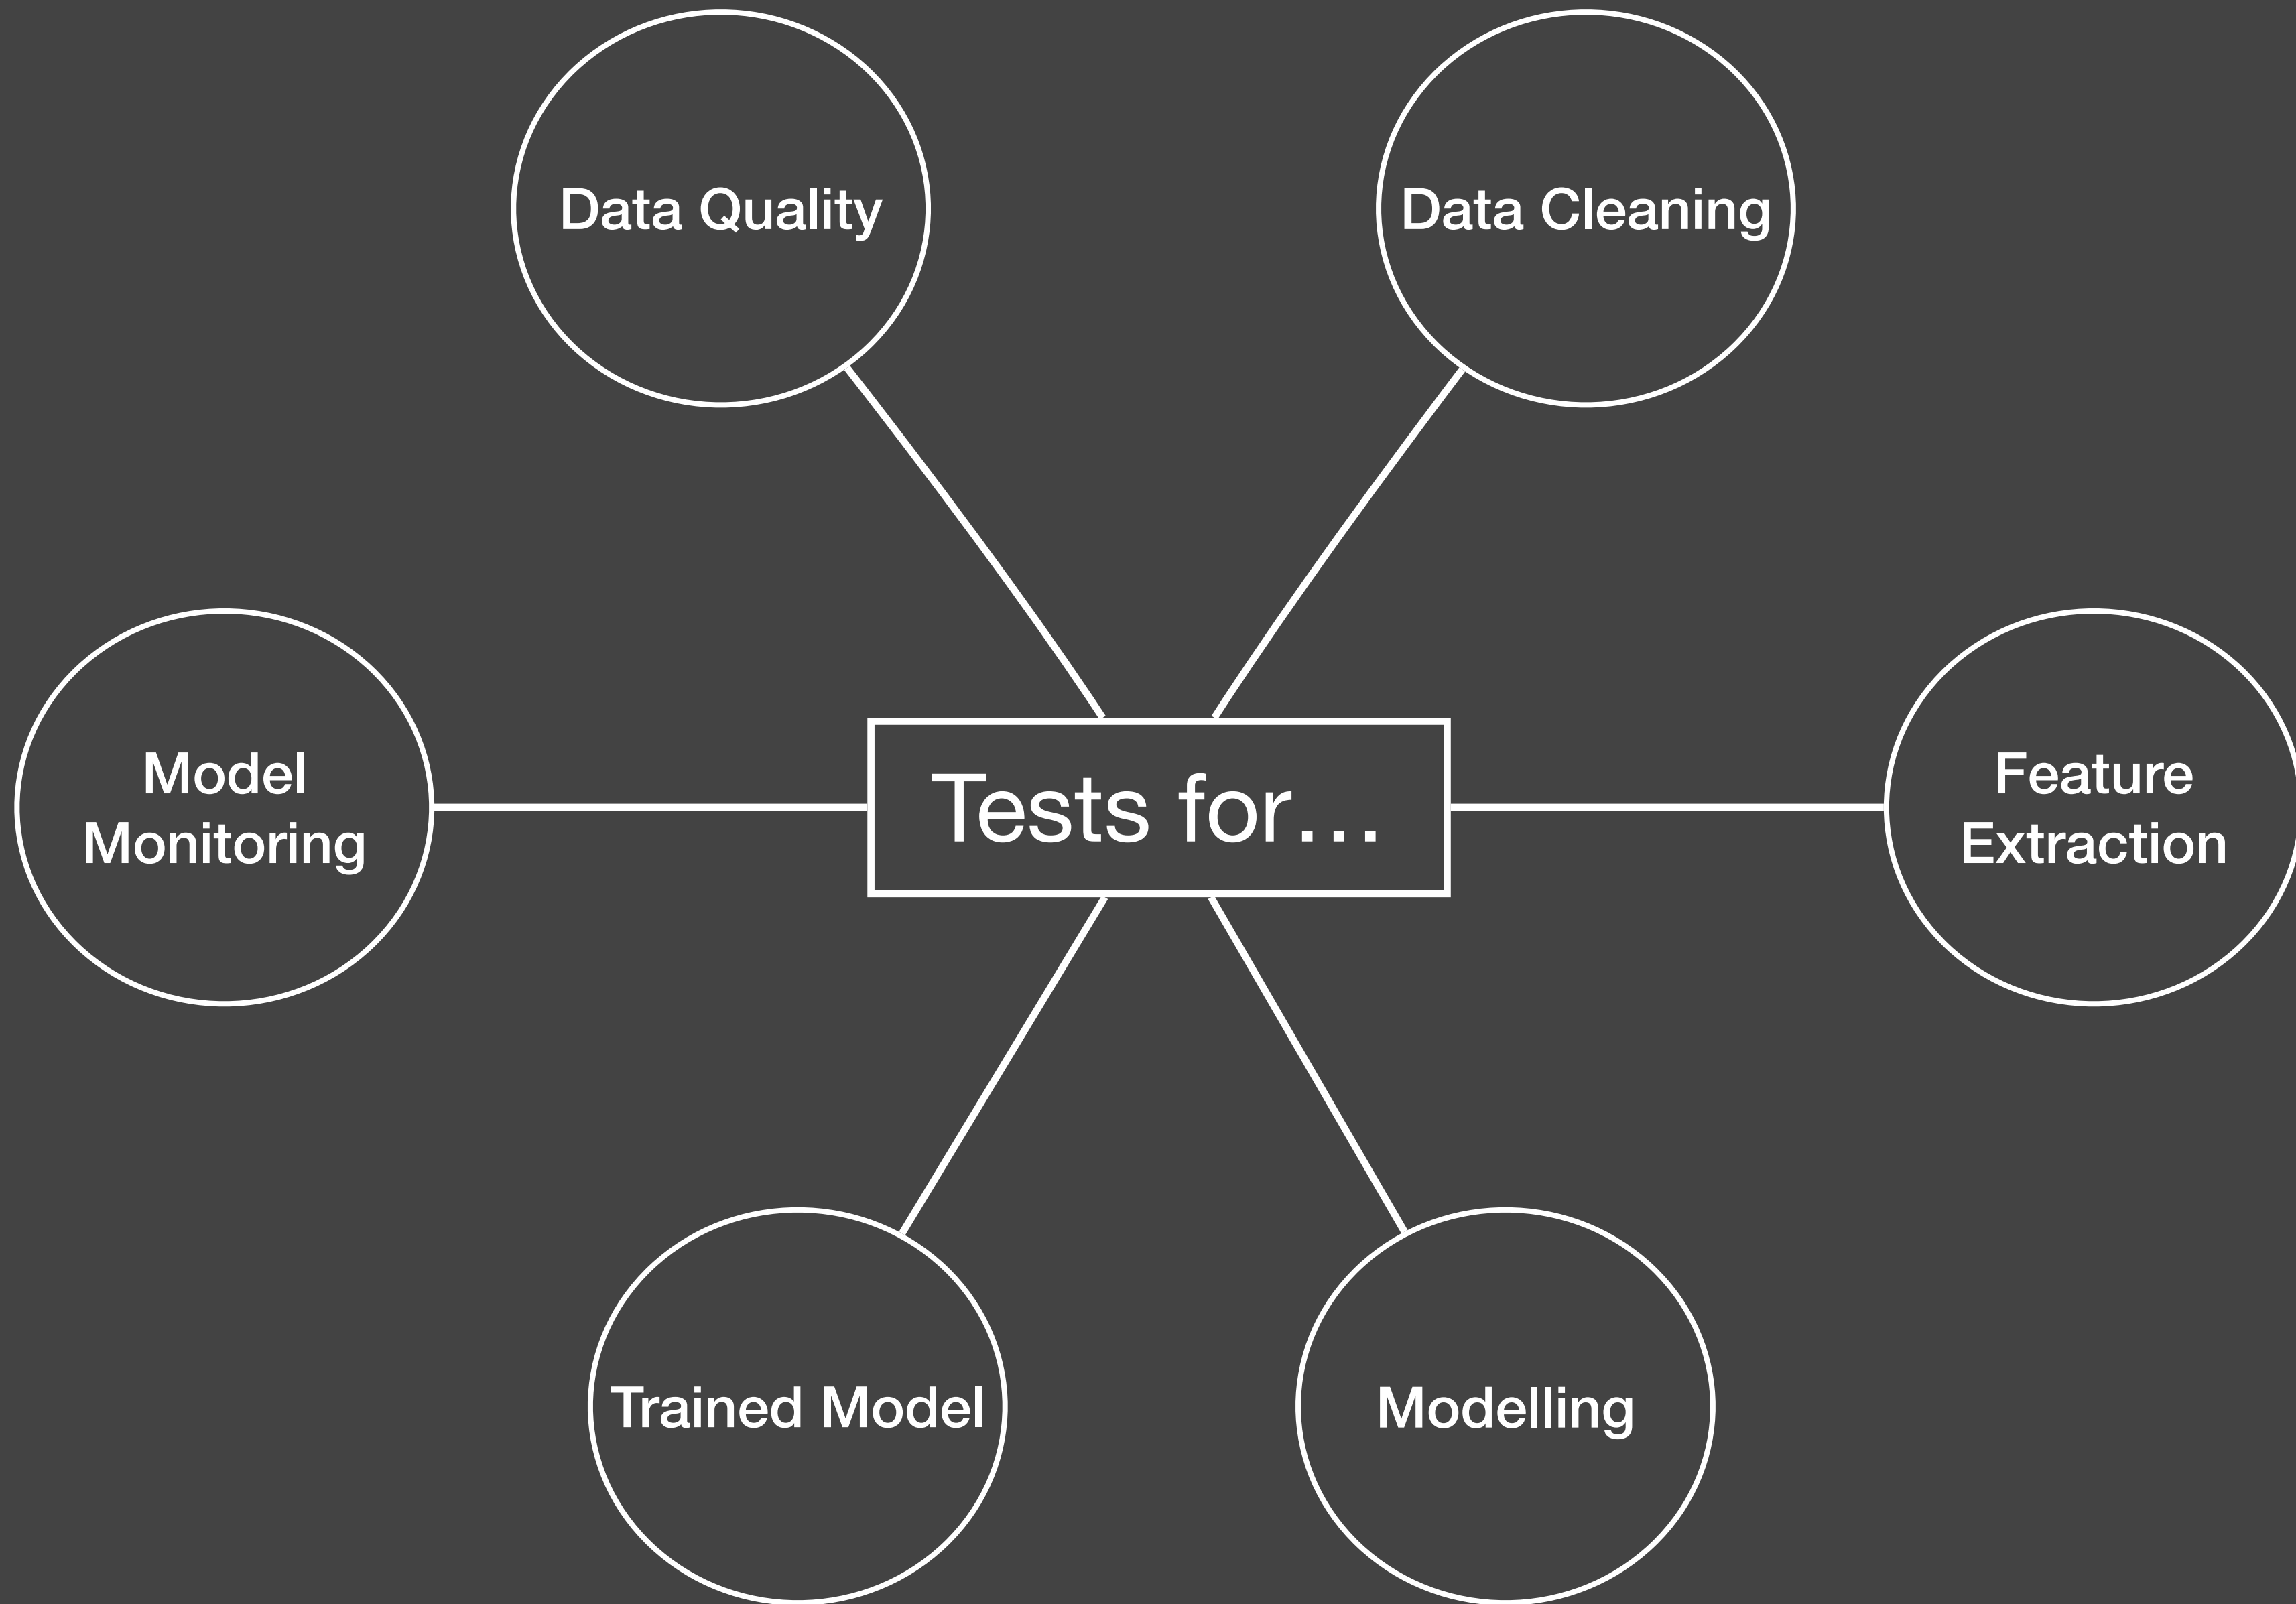 Data Quality
Data Cleaning
Model
Monitoring
Tests for...
Feature
Extraction
Trained Model
Modelling